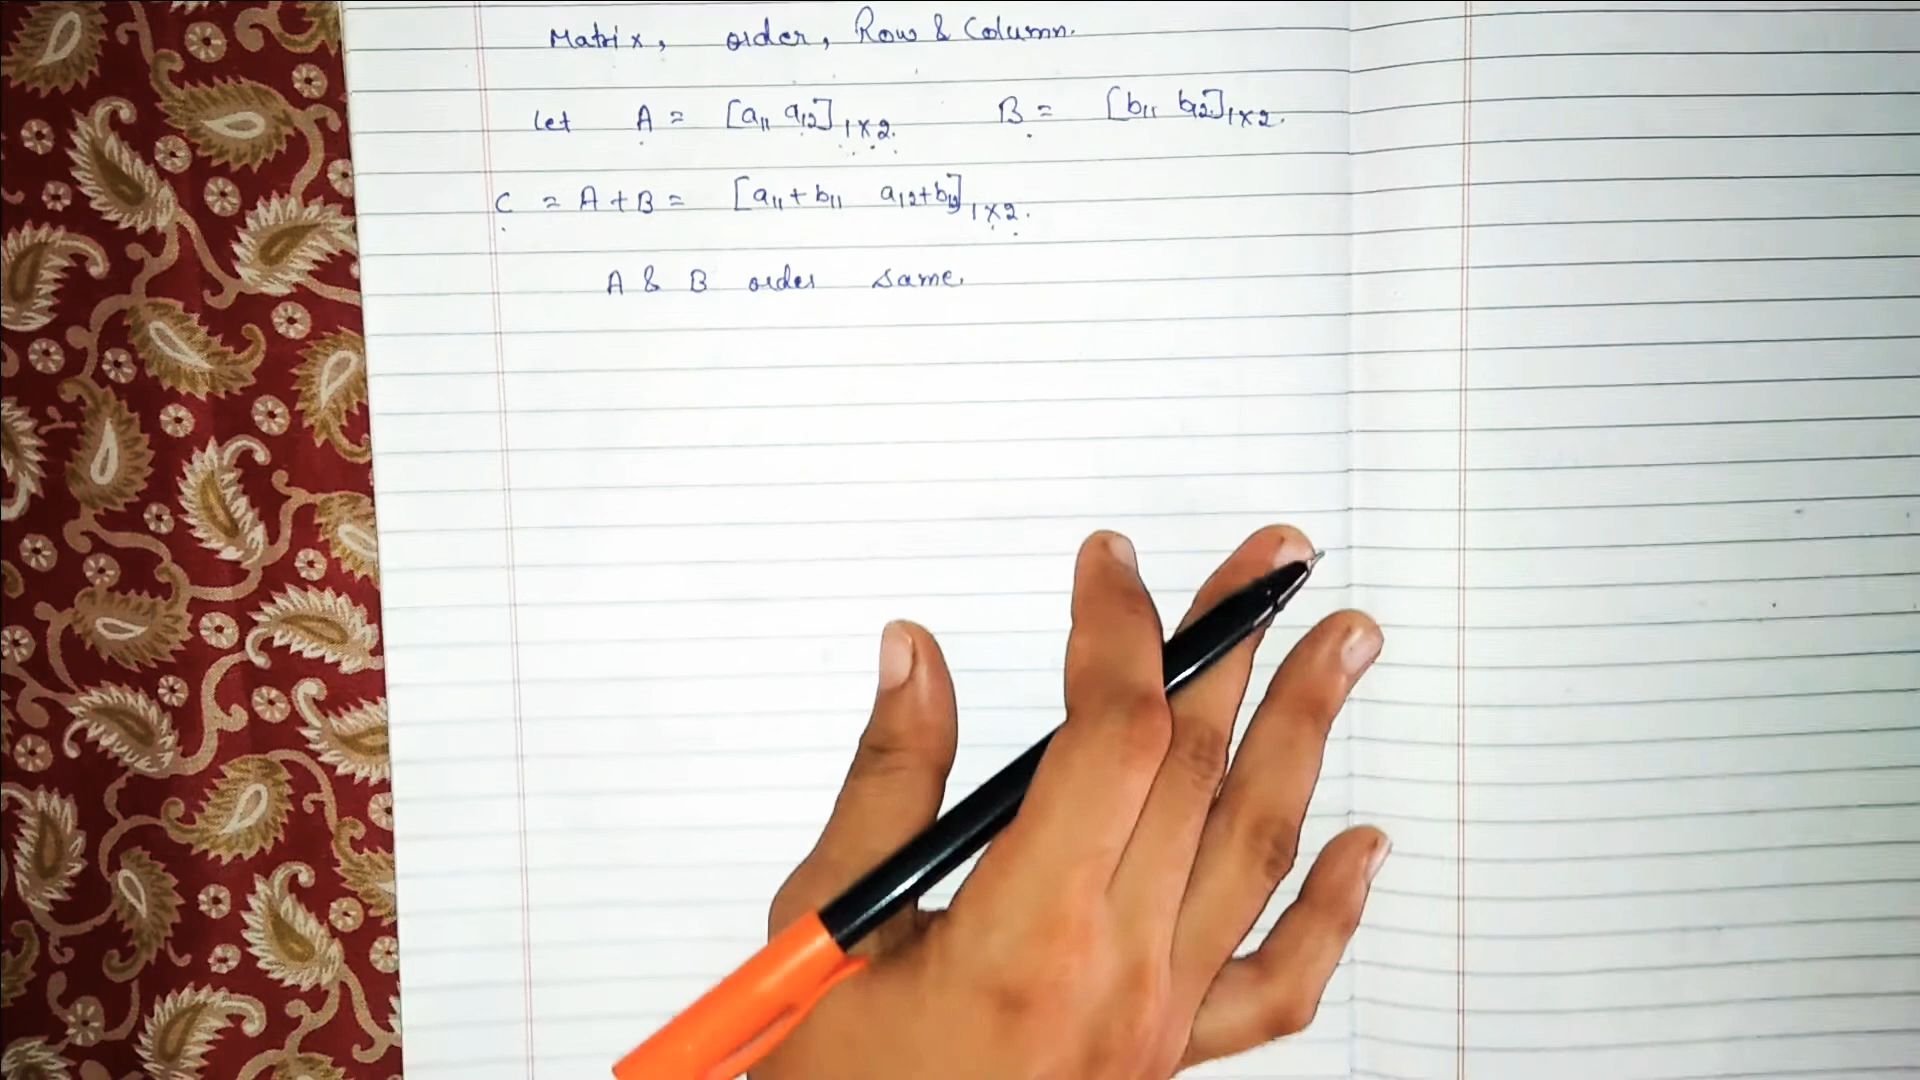 Matrix, order, Row & Column.
Let A = [a11 a12]1×2. B = [b11 b12]1×2.
C = A + B = [a11 + b11 a12 + b12]1×2.
A & B order same.